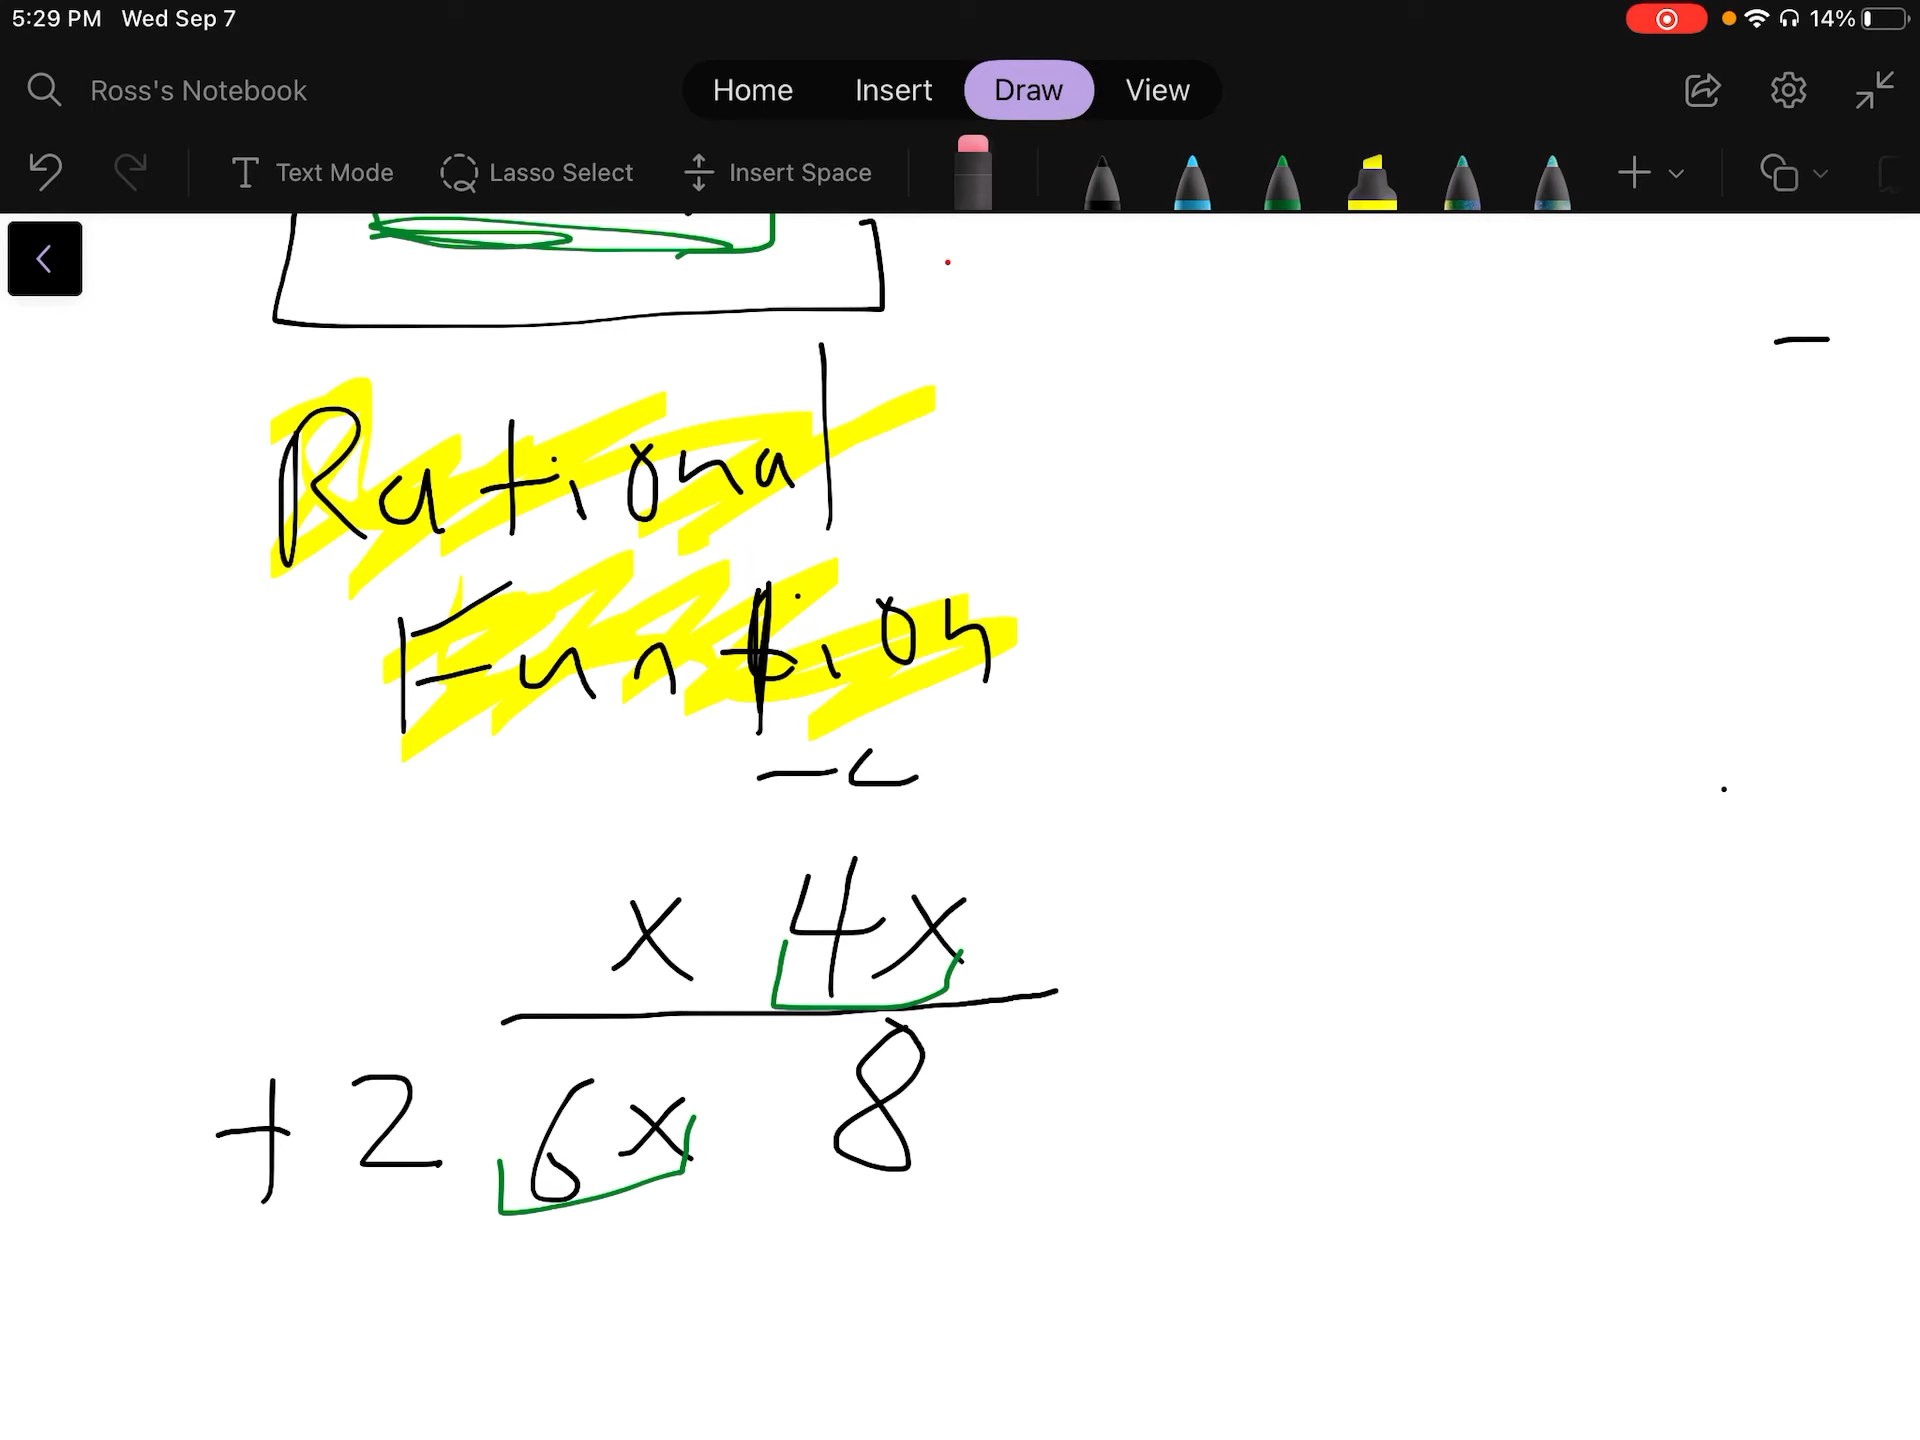 5:29 PM Wed Sep 7 14%
Ross's Notebook Home Insert Draw View
Text Mode Lasso Select Insert Space
Rational
Funtion
-c
x 4x
+2 6x 8